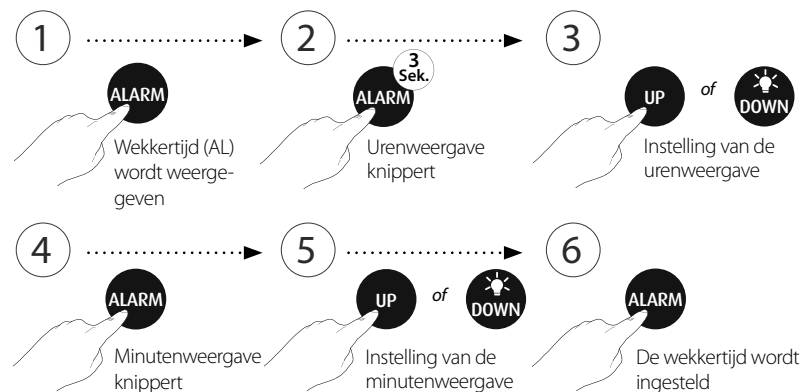 1
ALARM
Wekkertijd (AL)
wordt weerge-
geven
2
3
Sek.
ALARM
Urenweergave
knippert
3
UP of DOWN
Instelling van de
urenweergave
4
ALARM
Minutenweergave
knippert
5
UP of DOWN
Instelling van de
minutenweergave
6
ALARM
De wekkertijd wordt
ingesteld